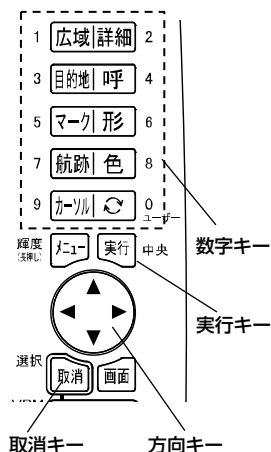 1 広域 詳細 2
3 目的地 呼 4
5 マーク 形 6
7 航跡 色 8
9 カーソル 0
ユーザー
数字キー
輝度 メニュー 実行 中央
(長押し)
実行キー
選択 取消 画面
取消キー 方向キー